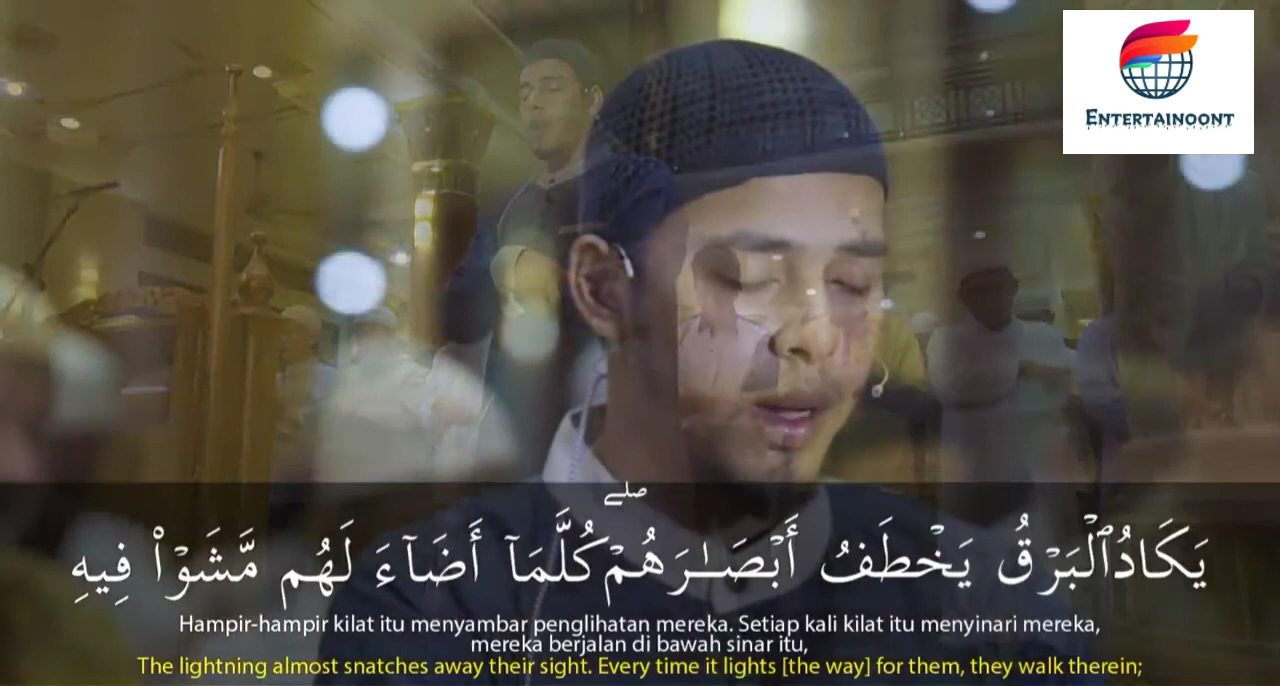 ENTERTAINOONT
صلے
يَكَادُ ٱلْبَرْقُ يَخْطَفُ أَبْصَـٰرَهُمْ كُلَّمَآ أَضَآءَ لَهُم مَّشَوْا۟ فِيهِ
Hampir-hampir kilat itu menyambar penglihatan mereka. Setiap kali kilat itu menyinari mereka,
mereka berjalan di bawah sinar itu,
The lightning almost snatches away their sight. Every time it lights [the way] for them, they walk therein;